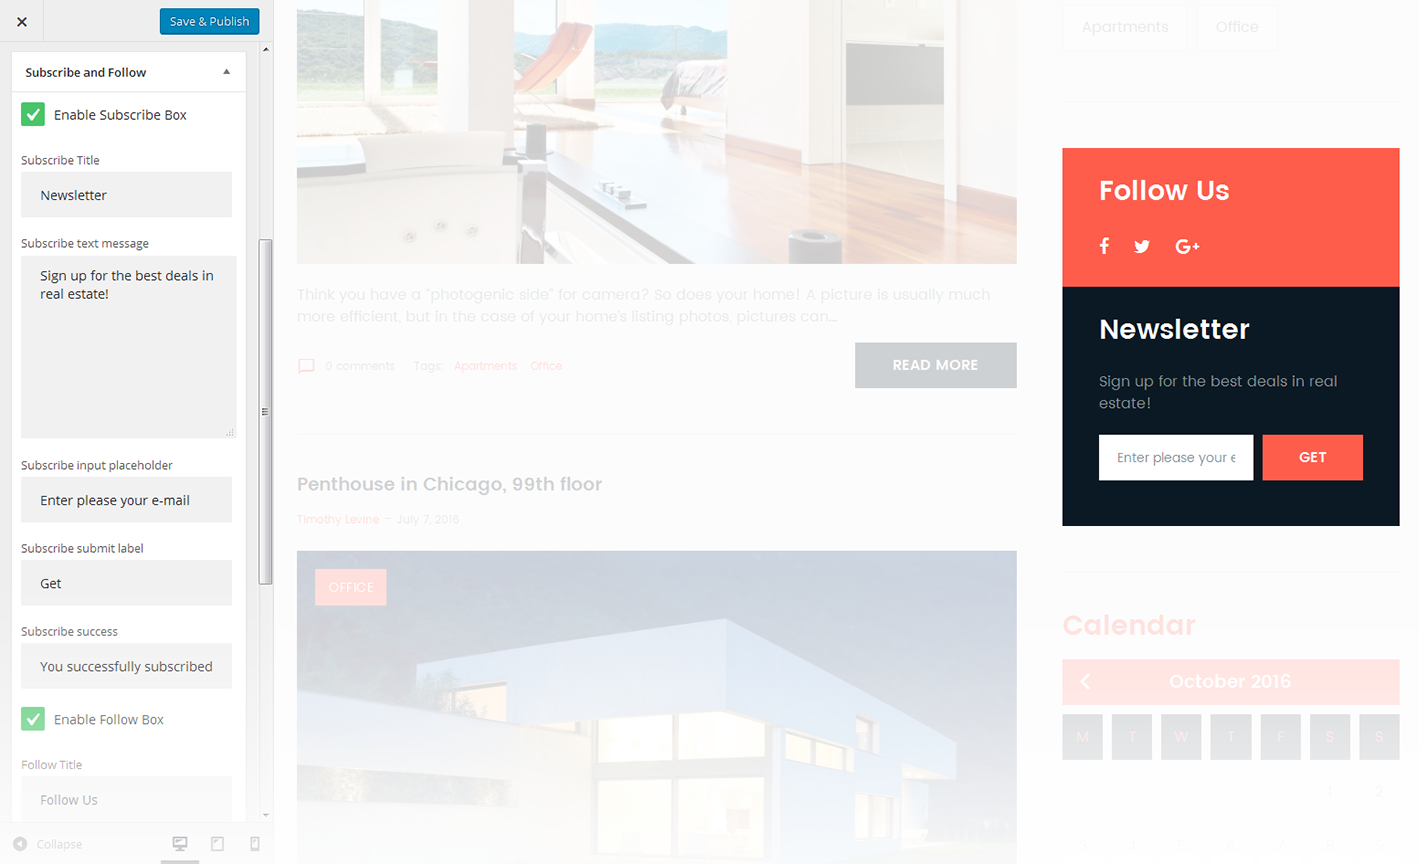 Save & Publish
Subscribe and Follow
Enable Subscribe Box
Subscribe Title
Newsletter
Subscribe text message
Sign up for the best deals in
real estate!
Subscribe input placeholder
Enter please your e-mail
Subscribe submit label
Get
Subscribe success
You successfully subscribed
Enable Follow Box
Follow Title
Follow Us
Collapse
Think you have a "photogenic side" for camera? So does your home! A picture is usually much
more efficient, but in the case of your home's listing photos, pictures can...
0 comments Tags: Apartments Office
READ MORE
Penthouse in Chicago, 99th floor
Timothy Levine – July 7, 2016
OFFICE
Apartments Office
Follow Us
f G+
Newsletter
Sign up for the best deals in real
estate!
Enter please your e
GET
Calendar
October 2016
M T W T F S S
1 2